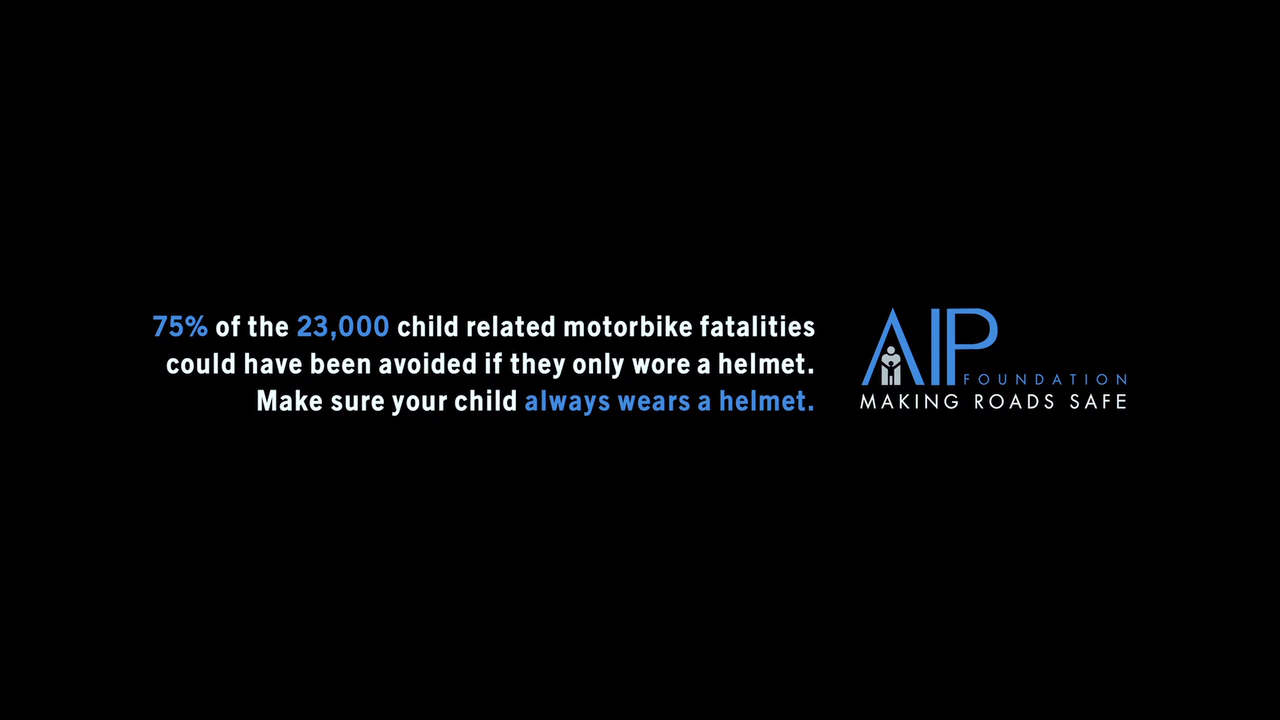 75% of the 23,000 child related motorbike fatalities
could have been avoided if they only wore a helmet.
Make sure your child always wears a helmet.
AIP
FOUNDATION
MAKING ROADS SAFE